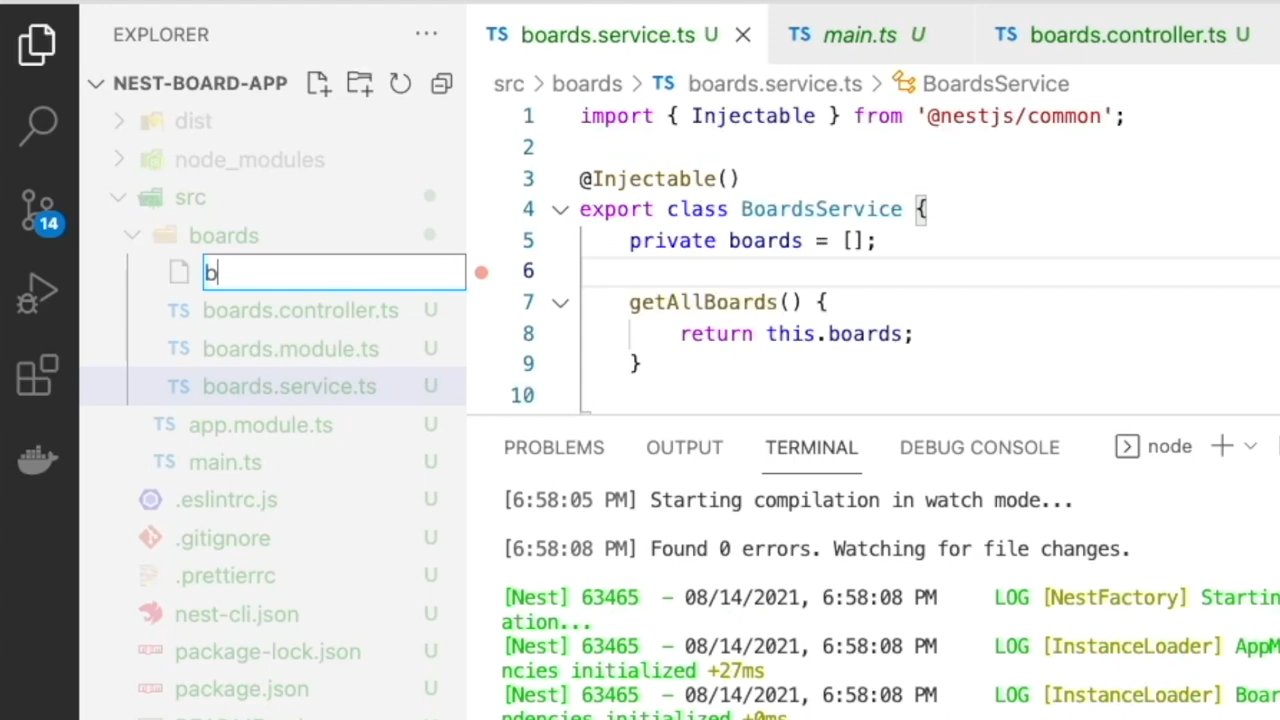 EXPLORER
NEST-BOARD-APP
dist
node_modules
src
boards
b
boards.controller.ts U
boards.module.ts U
boards.service.ts U
app.module.ts U
main.ts U
.eslintrc.js U
.gitignore U
.prettierrc U
nest-cli.json U
package-lock.json U
package.json U
14
TS boards.service.ts U
TS main.ts U
TS boards.controller.ts U
src > boards > TS boards.service.ts > BoardsService
1 import { Injectable } from '@nestjs/common';
2
3 @Injectable()
4 export class BoardsService {
5 private boards = [];
6
7 getAllBoards() {
8 return this.boards;
9 }
10
PROBLEMS OUTPUT TERMINAL DEBUG CONSOLE node
[6:58:05 PM] Starting compilation in watch mode...
[6:58:08 PM] Found 0 errors. Watching for file changes.
[Nest] 63465 – 08/14/2021, 6:58:08 PM LOG [NestFactory] Startin
ation...
[Nest] 63465 – 08/14/2021, 6:58:08 PM LOG [InstanceLoader] AppM
ncies initialized +27ms
[Nest] 63465 – 08/14/2021, 6:58:08 PM LOG [InstanceLoader] Boar
ndencies initialized +0ms